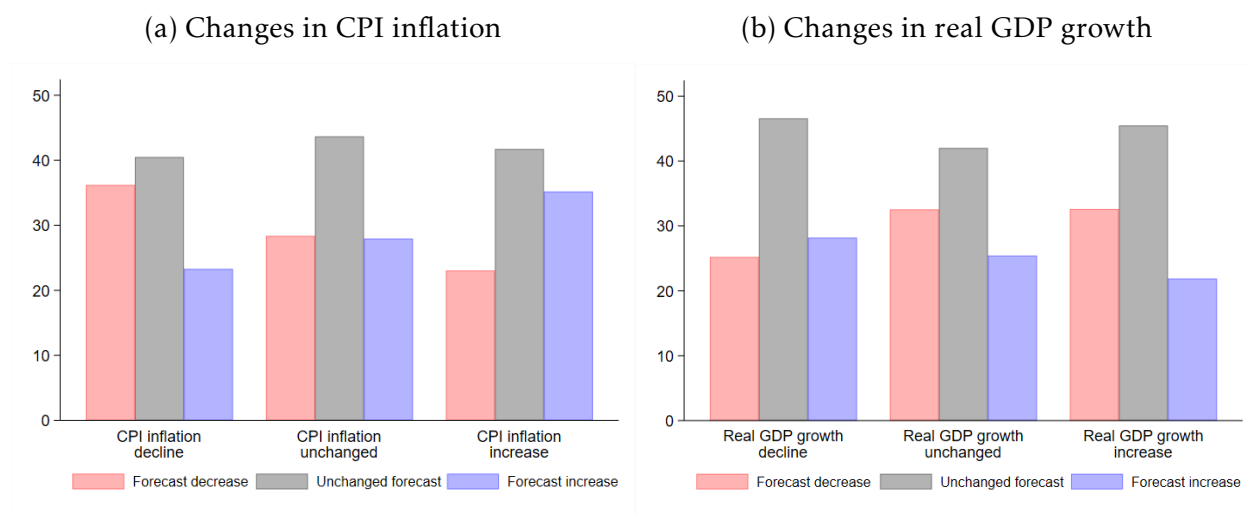 (a) Changes in CPI inflation
50
40
30
20
10
0
CPI inflation
decline
CPI inflation
unchanged
CPI inflation
increase
Forecast decrease
Unchanged forecast
Forecast increase
(b) Changes in real GDP growth
50
40
30
20
10
0
Real GDP growth
decline
Real GDP growth
unchanged
Real GDP growth
increase
Forecast decrease
Unchanged forecast
Forecast increase